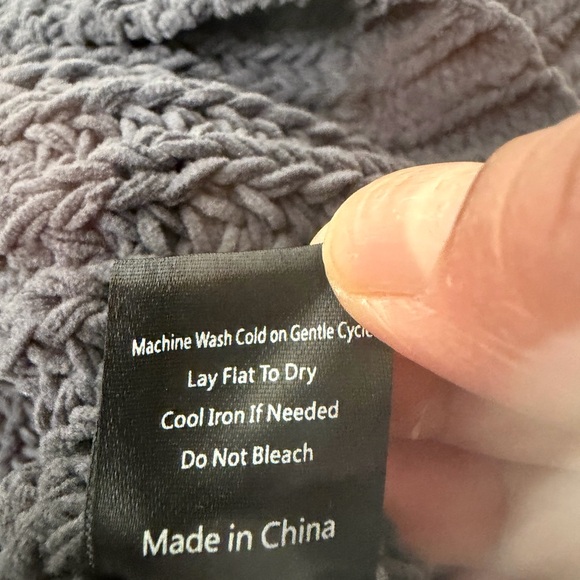 Machine Wash Cold on Gentle Cycle
Lay Flat To Dry
Cool Iron If Needed
Do Not Bleach
Made in China